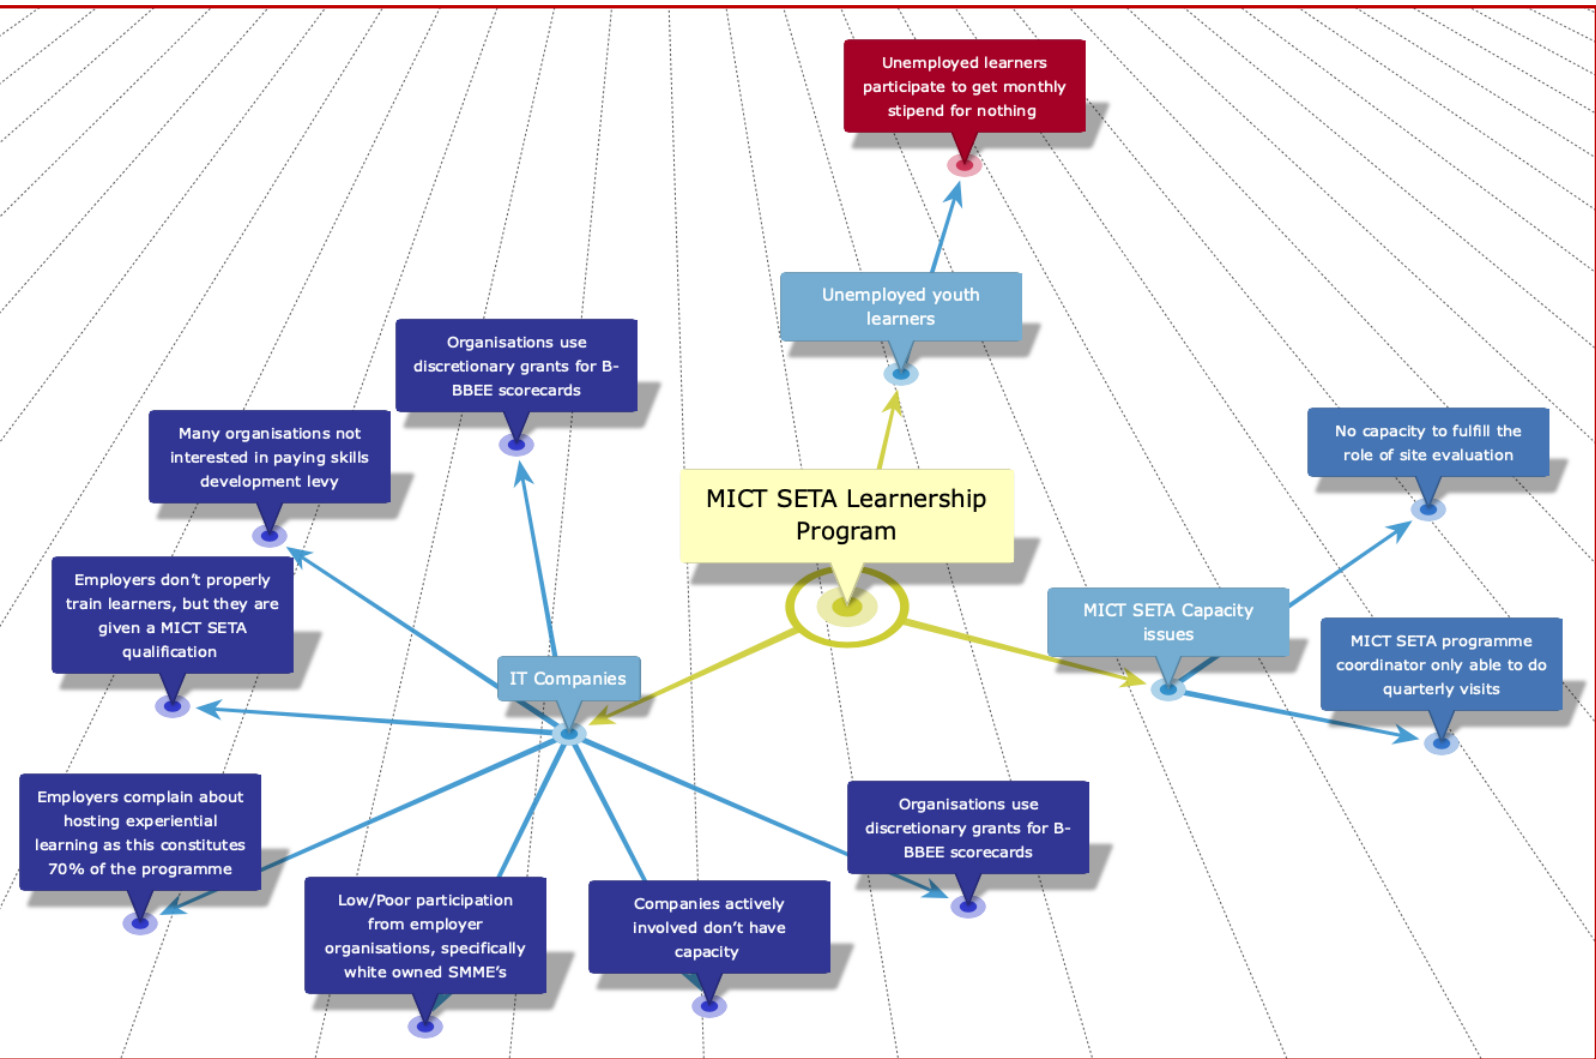 Unemployed learners
participate to get monthly
stipend for nothing
Unemployed youth
learners
Organisations use
discretionary grants for B-
BBEE scorecards
Many organisations not
interested in paying skills
development levy
No capacity to fulfill the
role of site evaluation
MICT SETA Learnership
Program
Employers don’t properly
train learners, but they are
given a MICT SETA
qualification
MICT SETA Capacity
issues
MICT SETA programme
coordinator only able to do
quarterly visits
IT Companies
Employers complain about
hosting experiential
learning as this constitutes
70% of the programme
Organisations use
discretionary grants for B-
BBEE scorecards
Low/Poor participation
from employer
organisations, specifically
white owned SMME’s
Companies actively
involved don’t have
capacity